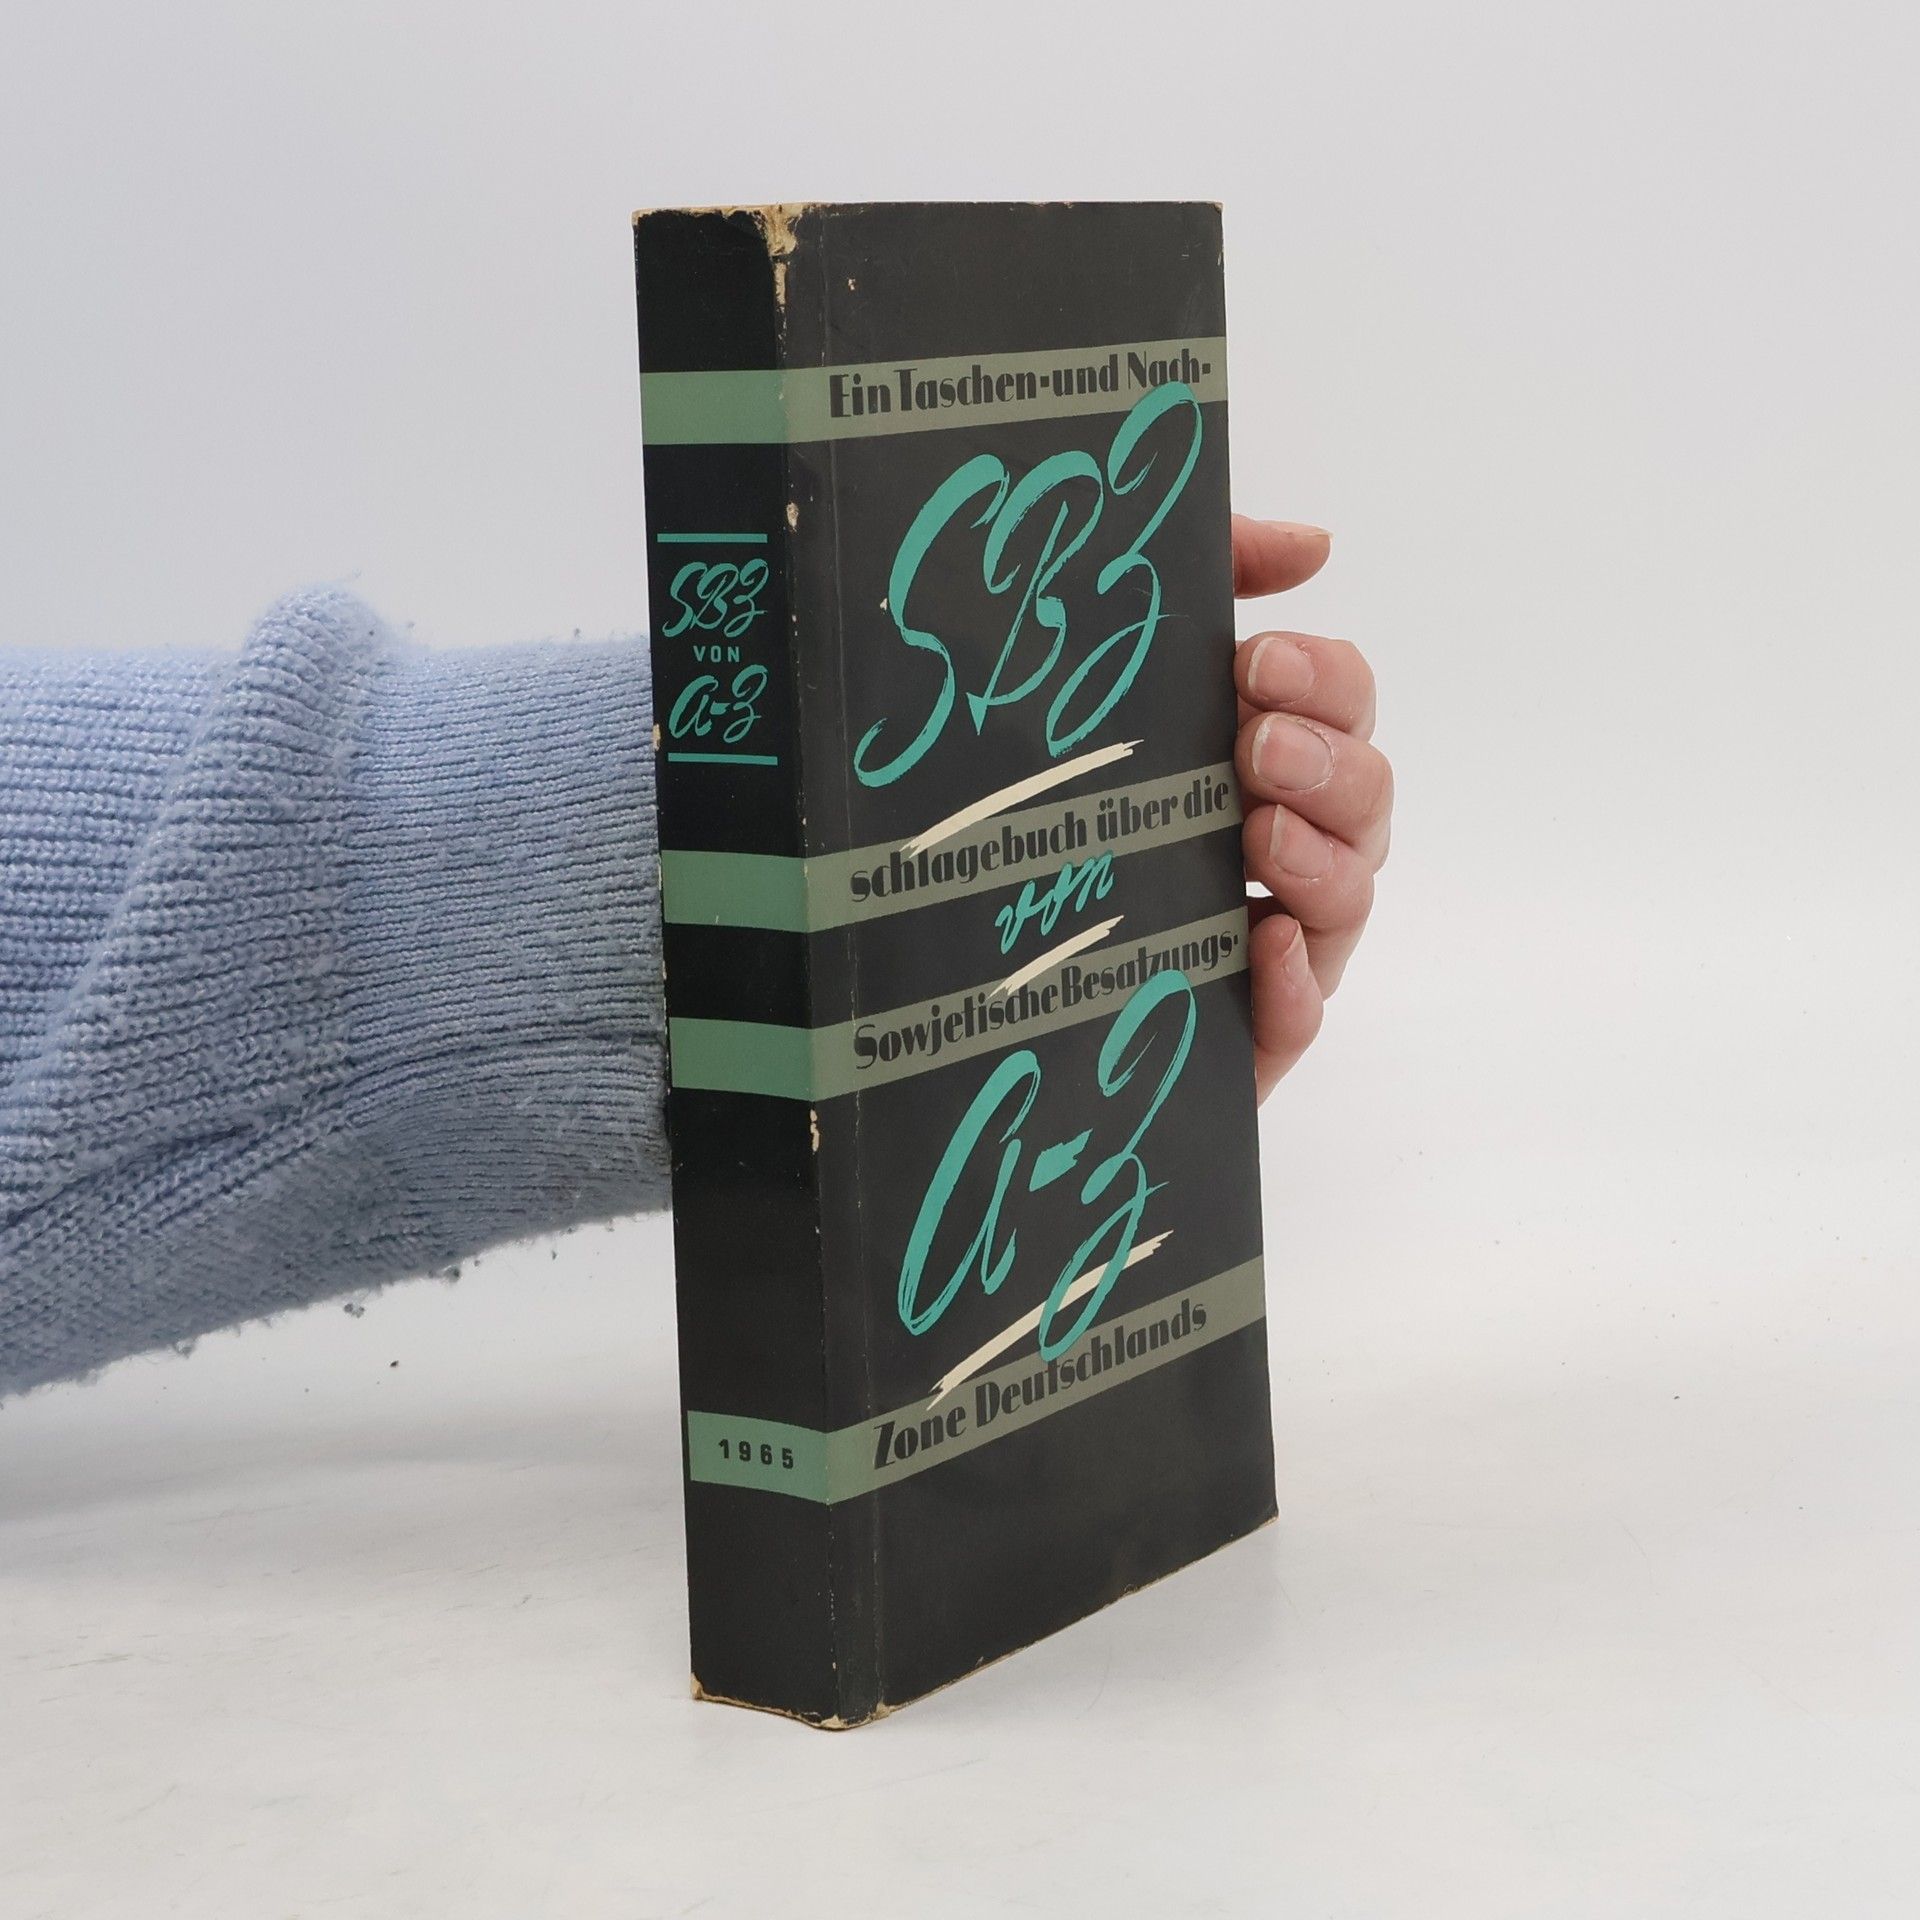 SBZ
VON
A-Z
1965
Ein Taschen- und Nach-
SBZ
schlagebuch über die
von
Sowjetische Besatzungs-
A-Z
Zone Deutschlands